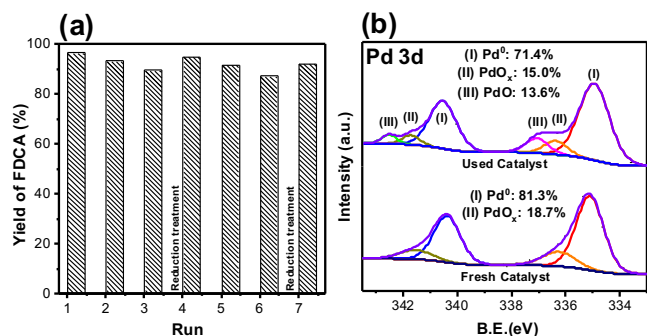 (a)
Yield of FDCA (%)
100
80
60
40
20
0
Reduction treatment
Reduction treatment
1 2 3 4 5 6 7
Run
(b)
Pd 3d
(I) Pd⁰: 71.4%
(II) PdOₓ: 15.0%
(III) PdO: 13.6%
(I)
(III)
(II)
(I)
(III)
(II)
Used Catalyst
(I) Pd⁰: 81.3%
(II) PdOₓ: 18.7%
Fresh Catalyst
Intensity (a.u.)
342 340 338 336 334
B.E.(eV)